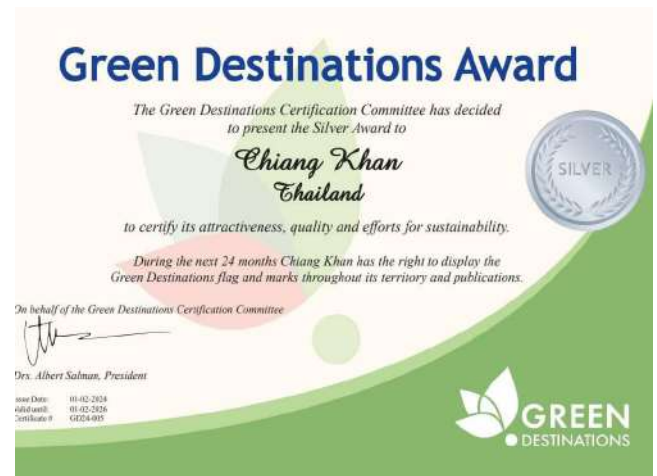 Green Destinations Award
The Green Destinations Certification Committee has decided
to present the Silver Award to
Chiang Khan
Thailand
SILVER
to certify its attractiveness, quality and efforts for sustainability.
During the next 24 months Chiang Khan has the right to display the
Green Destinations flag and marks throughout its territory and publications.
On behalf of the Green Destinations Certification Committee
Drs. Albert Salman, President
Issue Date: 01-02-2024
Valid until: 01-02-2026
Certificate # GD24-005
GREEN
DESTINATIONS